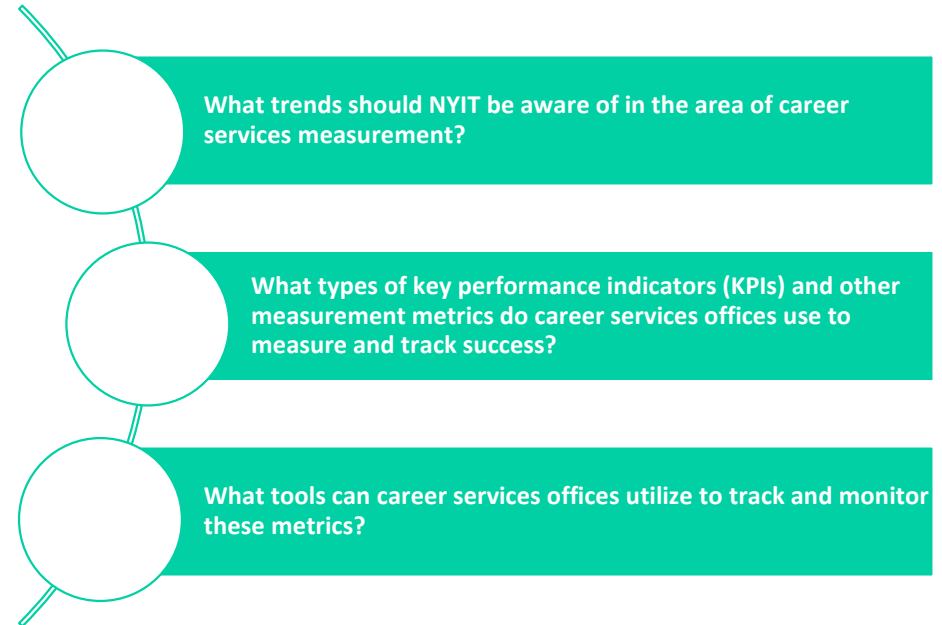 What trends should NYIT be aware of in the area of career
services measurement?
What types of key performance indicators (KPIs) and other
measurement metrics do career services offices use to
measure and track success?
What tools can career services offices utilize to track and monitor
these metrics?